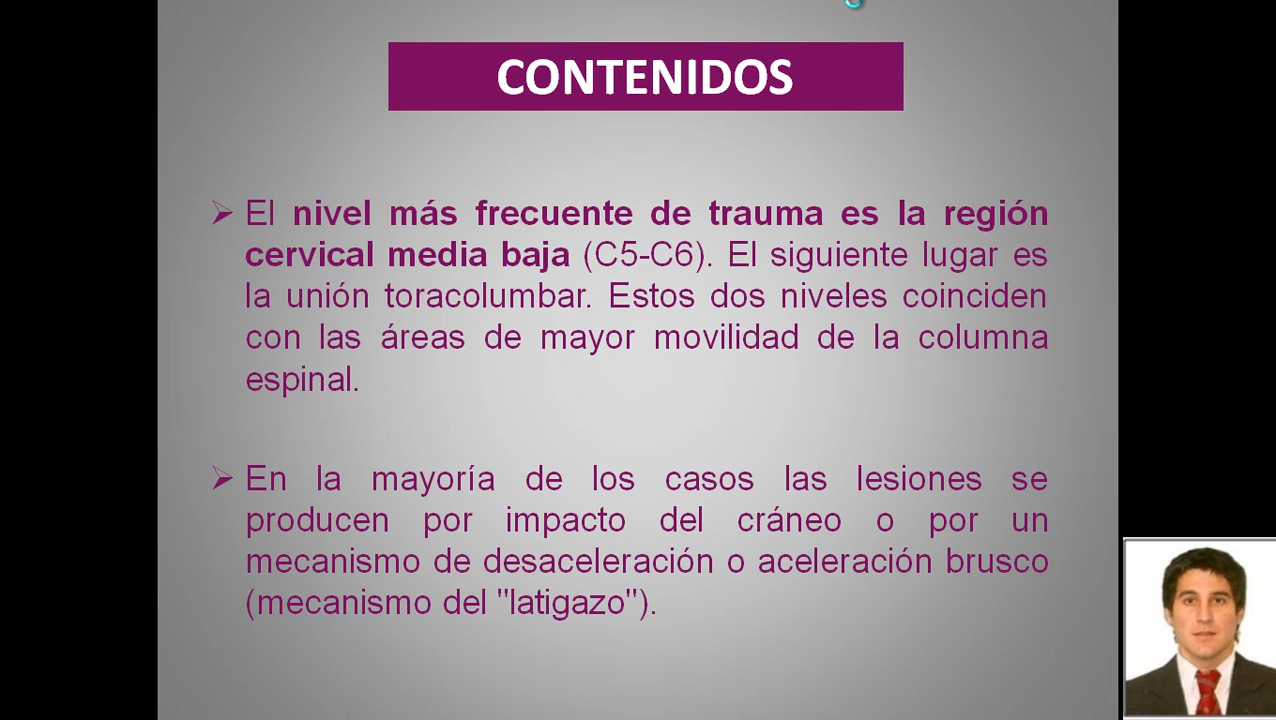 CONTENIDOS
El nivel más frecuente de trauma es la región
cervical media baja (C5-C6). El siguiente lugar es
la unión toracolumbar. Estos dos niveles coinciden
con las áreas de mayor movilidad de la columna
espinal.
En la mayoría de los casos las lesiones se
producen por impacto del cráneo o por un
mecanismo de desaceleración o aceleración brusco
(mecanismo del "latigazo").